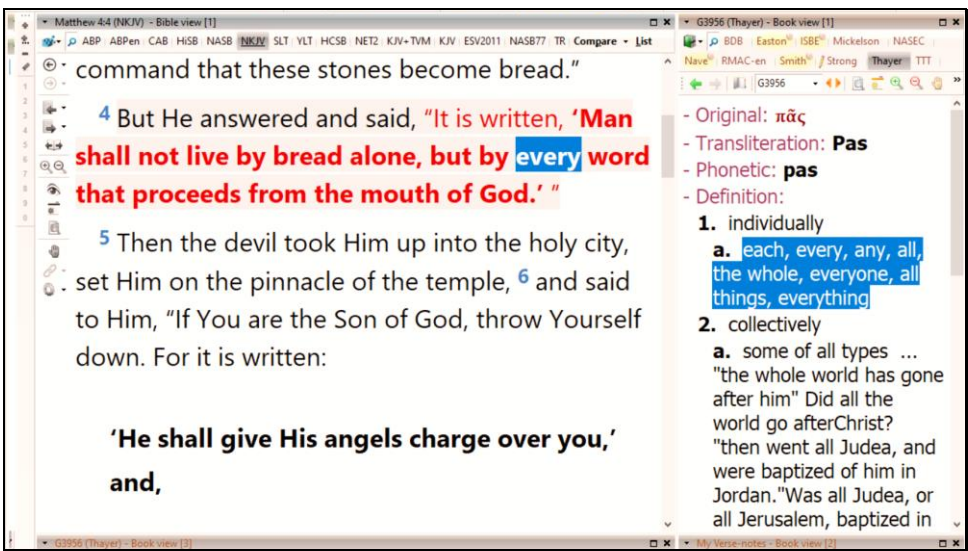 Matthew 4:4 (NKJV) - Bible view [1]
ABP ABPen CAB HiSB NASB NKJV SLT YLT HCSB NET2 KJV+TVM KJV ESV2011 NASB77 TR Compare List
command that these stones become bread.”
4 But He answered and said, “It is written, ‘Man
shall not live by bread alone, but by every word
that proceeds from the mouth of God.’ ”
5 Then the devil took Him up into the holy city,
set Him on the pinnacle of the temple, 6 and said
to Him, “If You are the Son of God, throw Yourself
down. For it is written:
‘He shall give His angels charge over you,’
and,
G3956 (Thayer) - Book view [3]
G3956 (Thayer) - Book view [1]
BDB Easton ISBE Mickelson NASEC
Nave RMAC-en Smith Strong Thayer TTT
G3956
- Original: πᾶς
- Transliteration: Pas
- Phonetic: pas
- Definition:
1. individually
a. each, every, any, all,
the whole, everyone, all
things, everything
2. collectively
a. some of all types ...
"the whole world has gone
after him" Did all the
world go afterChrist?
"then went all Judea, and
were baptized of him in
Jordan."Was all Judea, or
all Jerusalem, baptized in
My Verse-notes - Book view [2]